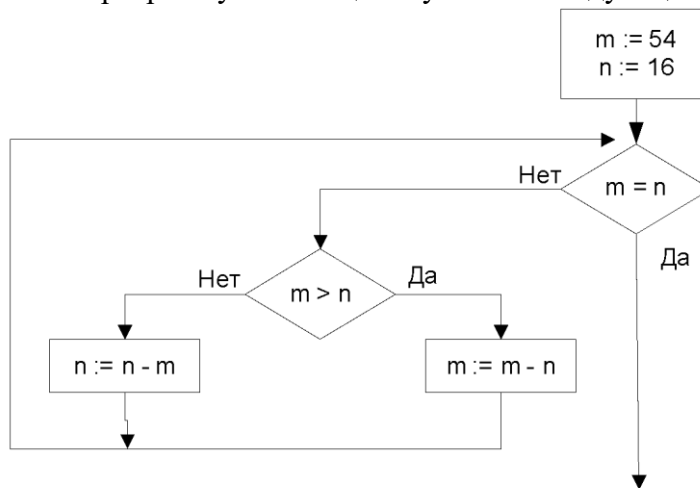 m := 54
n := 16
m = n
Нет
Да
m > n
Нет
Да
n := n - m
m := m - n